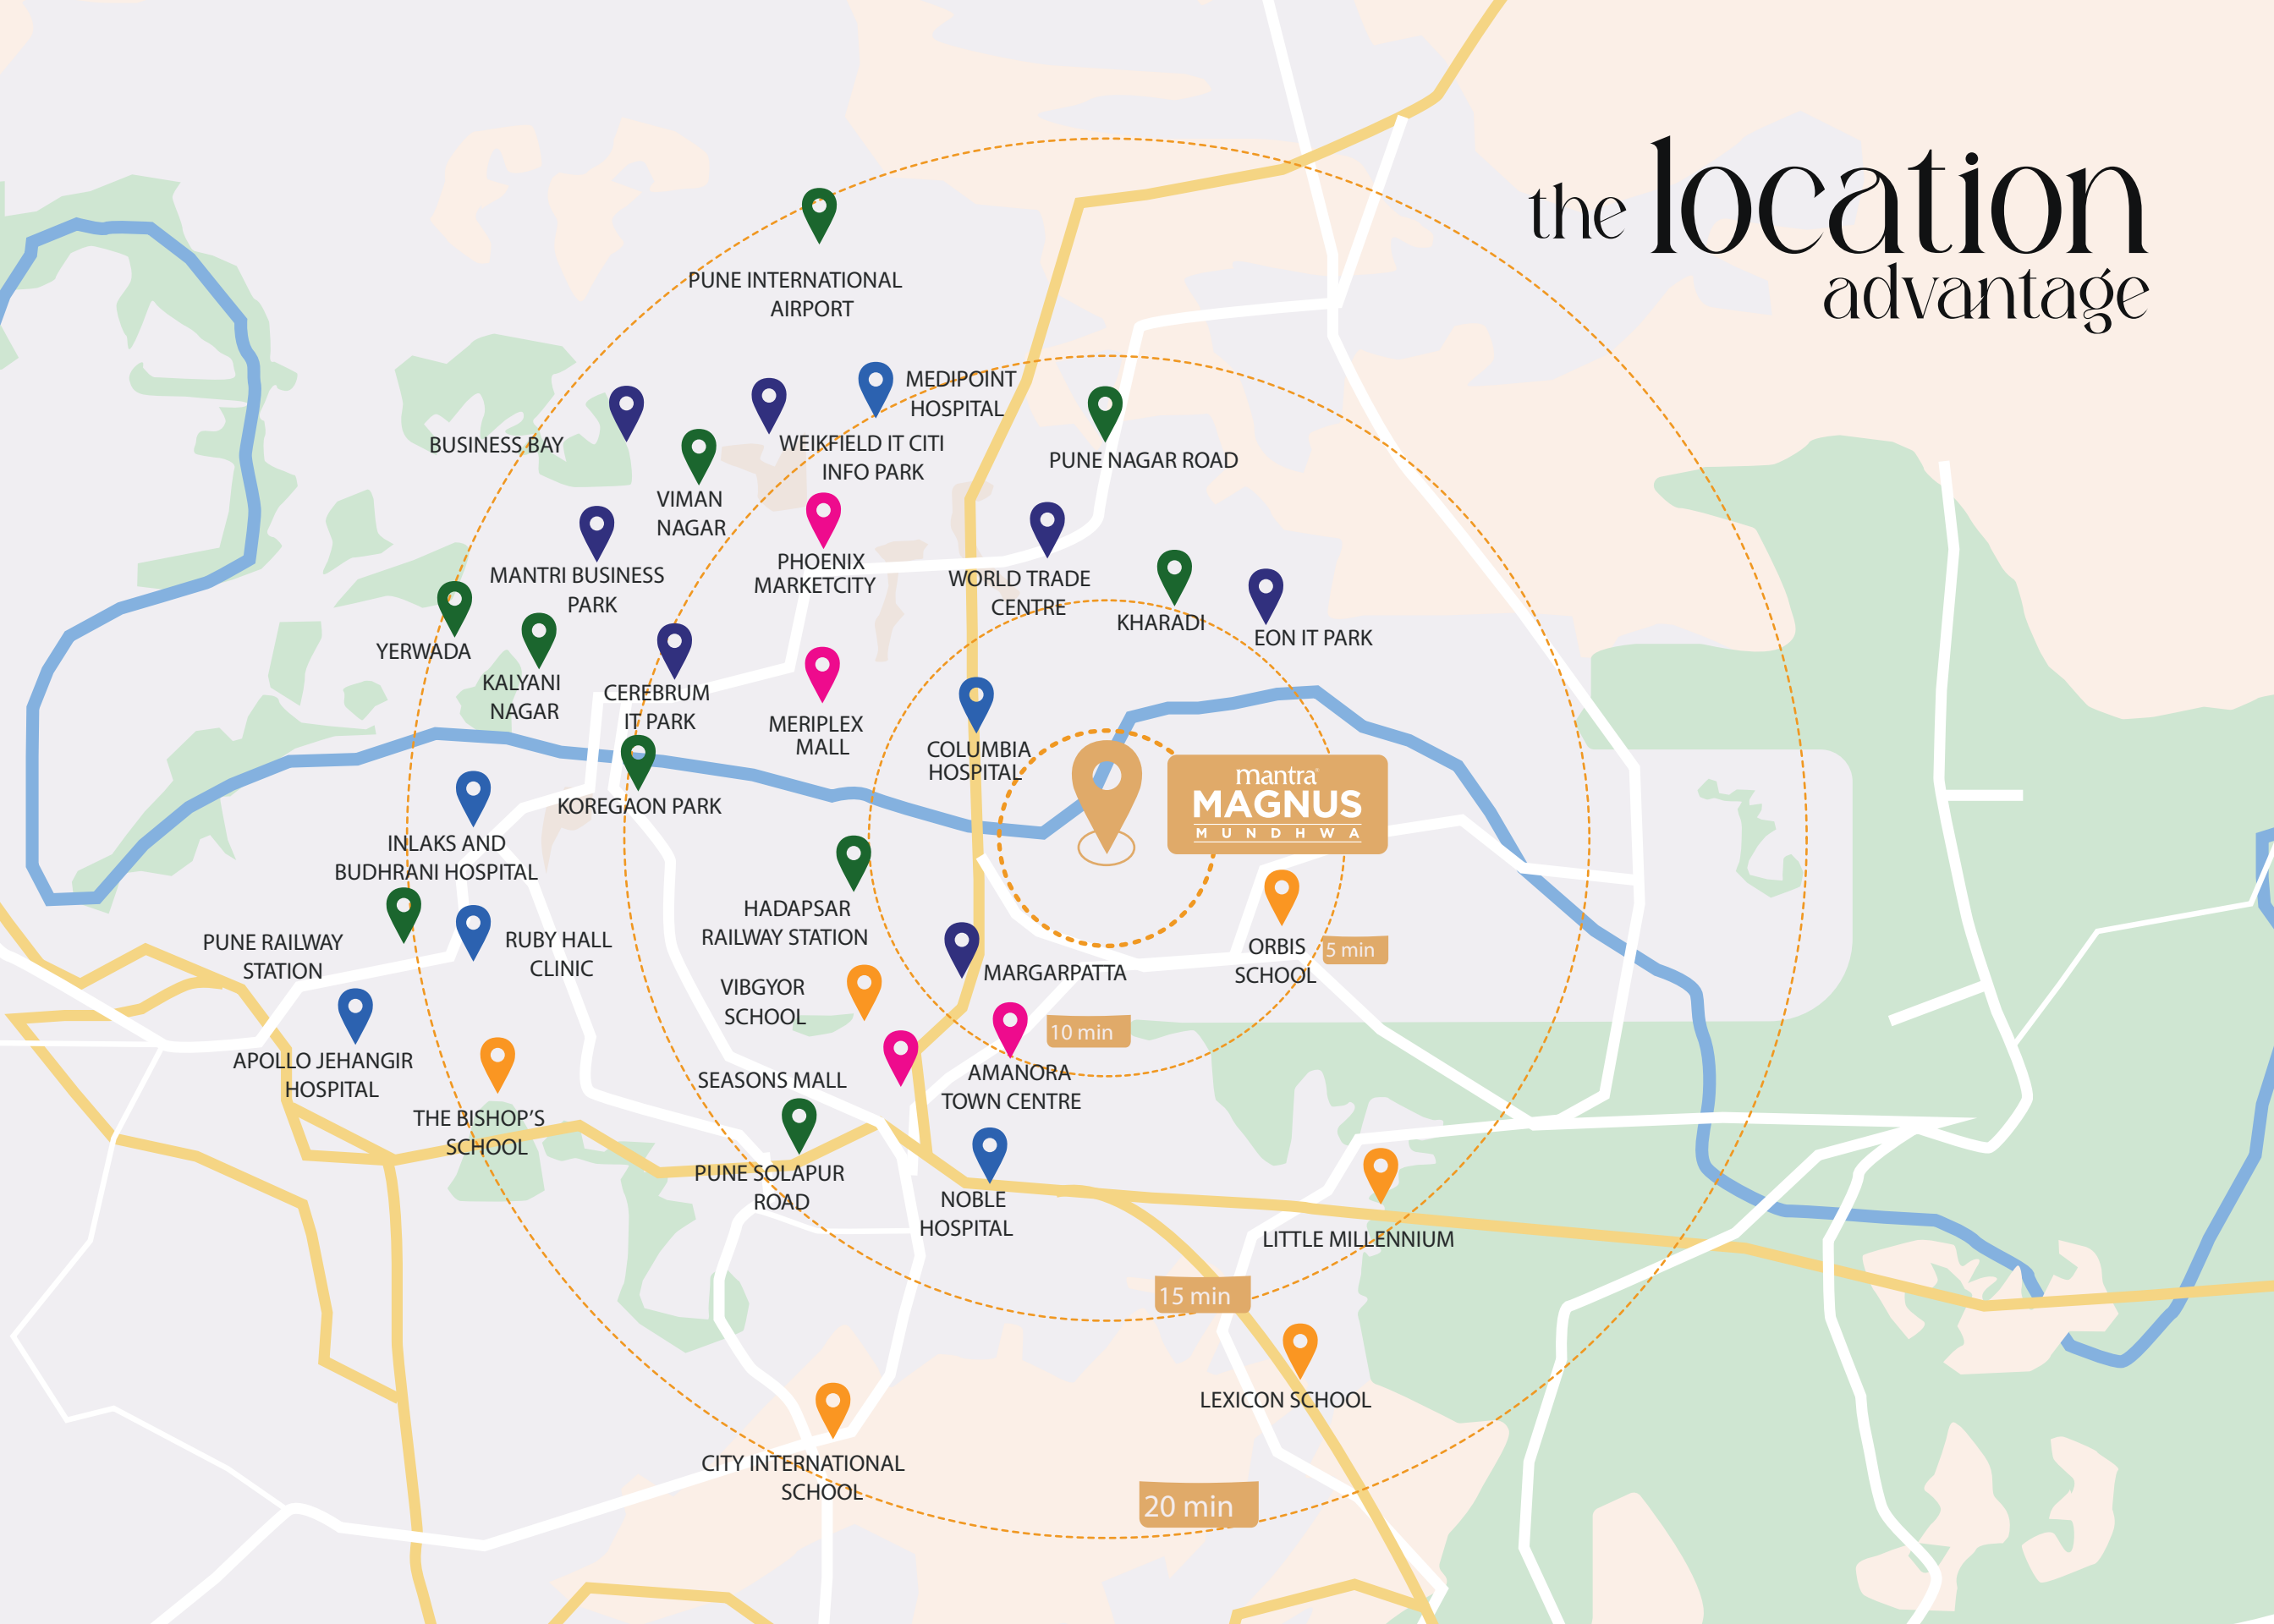 the location
advantage
PUNE INTERNATIONAL
AIRPORT
MEDIPOINT
HOSPITAL
BUSINESS BAY
WEIKFIELD IT CITI
INFO PARK
PUNE NAGAR ROAD
VIMAN
NAGAR
MANTRI BUSINESS
PARK
PHOENIX
MARKETCITY
WORLD TRADE
CENTRE
KHARADI
EON IT PARK
YERWADA
KALYANI
NAGAR
CEREBRUM
IT PARK
MERIPLEX
MALL
COLUMBIA
HOSPITAL
mantra
MAGNUS
MUNDHWA
KOREGAON PARK
INLAKS AND
BUDHRANI HOSPITAL
HADAPSAR
RAILWAY STATION
PUNE RAILWAY
STATION
RUBY HALL
CLINIC
ORBIS
SCHOOL
5 min
MARGARPATTA
VIBGYOR
SCHOOL
10 min
APOLLO JEHANGIR
HOSPITAL
SEASONS MALL
AMANORA
TOWN CENTRE
THE BISHOP'S
SCHOOL
PUNE SOLAPUR
ROAD
NOBLE
HOSPITAL
LITTLE MILLENNIUM
15 min
LEXICON SCHOOL
CITY INTERNATIONAL
SCHOOL
20 min